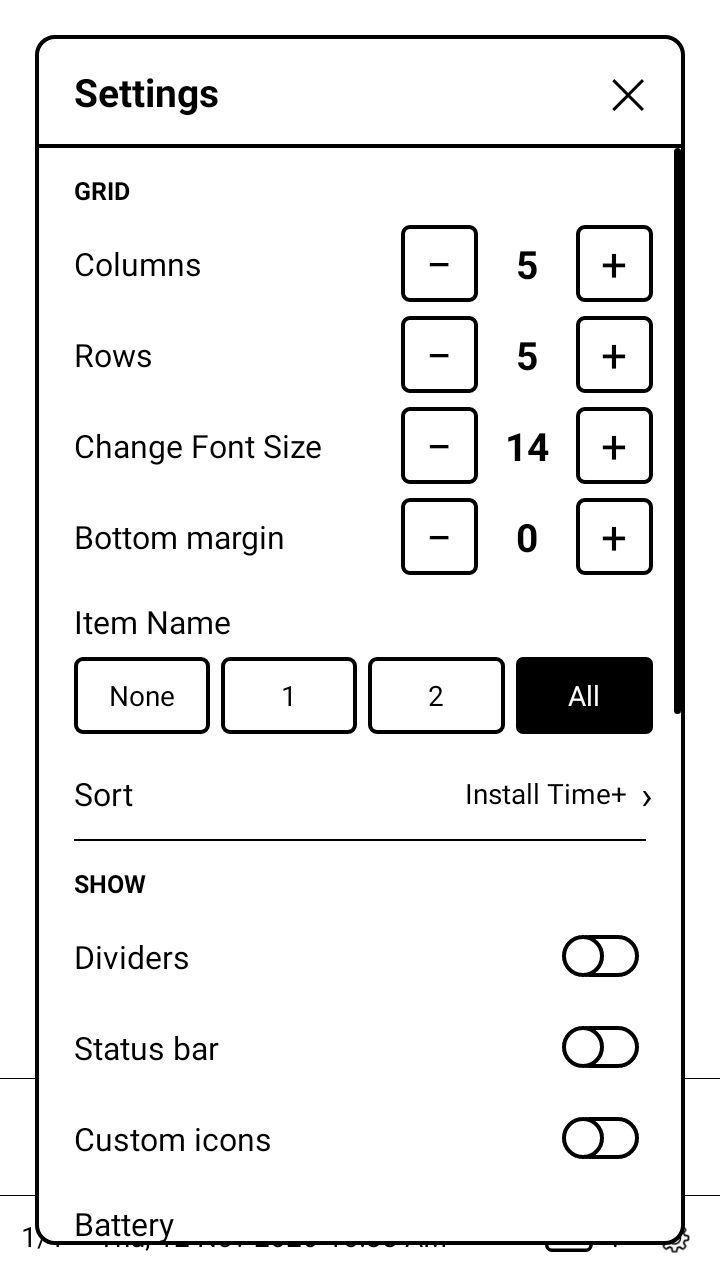 Settings
GRID
Columns − 5 +
Rows − 5 +
Change Font Size − 14 +
Bottom margin − 0 +
Item Name
None 1 2 All
Sort Install Time+ ›
SHOW
Dividers
Status bar
Custom icons
Battery